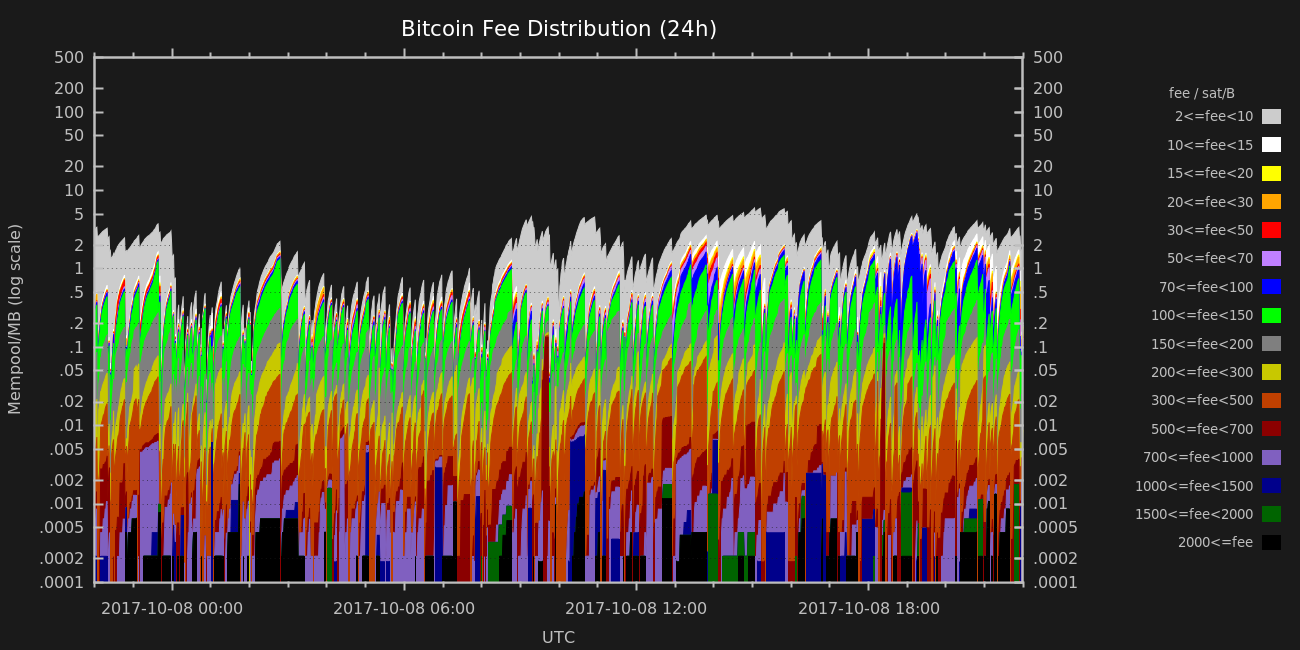 Bitcoin Fee Distribution (24h)
Mempool/MB (log scale)
500
200
100
50
20
10
5
2
1
.5
.2
.1
.05
.02
.01
.005
.002
.001
.0005
.0002
.0001
500
200
100
50
20
10
5
2
1
.5
.2
.1
.05
.02
.01
.005
.002
.001
.0005
.0002
.0001
2017-10-08 00:00
2017-10-08 06:00
2017-10-08 12:00
2017-10-08 18:00
UTC
fee / sat/B
2<=fee<10
10<=fee<15
15<=fee<20
20<=fee<30
30<=fee<50
50<=fee<70
70<=fee<100
100<=fee<150
150<=fee<200
200<=fee<300
300<=fee<500
500<=fee<700
700<=fee<1000
1000<=fee<1500
1500<=fee<2000
2000<=fee